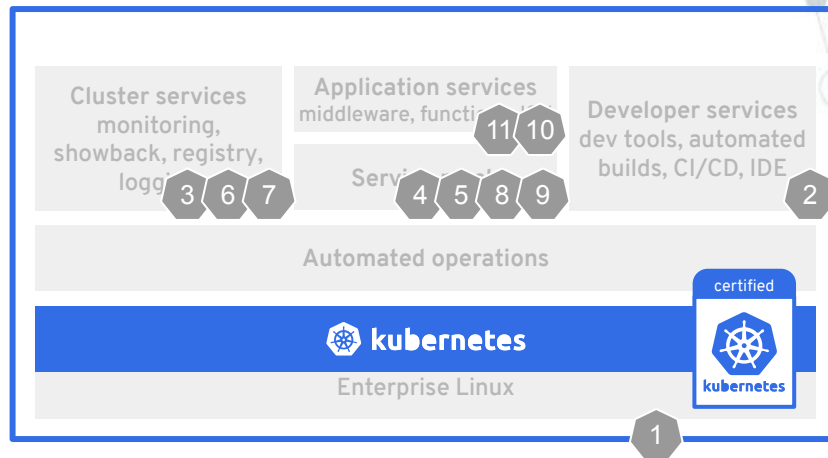 Cluster services
monitoring,
showback, registry,
3 6 7
Application services
middleware,
11 10
4 5 8 9
Developer services
dev tools, automated
builds, CI/CD, IDE
2
Automated operations
certified
kubernetes
kubernetes
Enterprise Linux
1